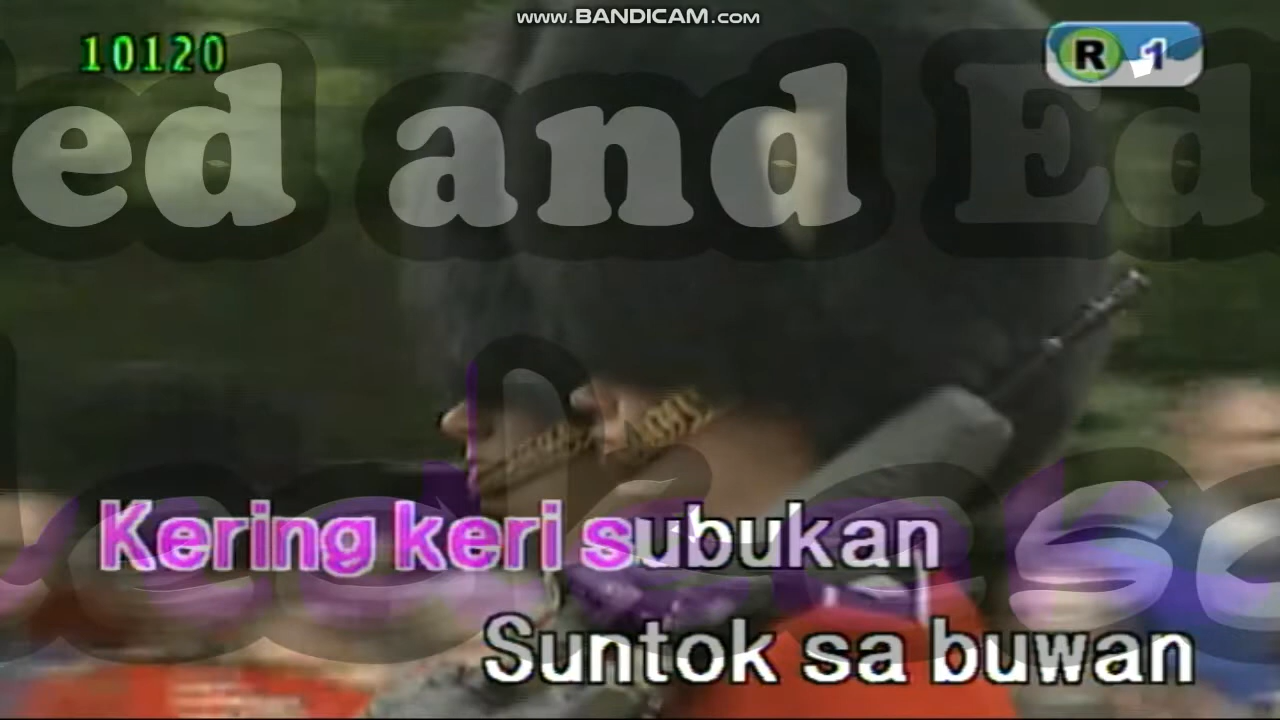 www.BANDICAM.com
10120
R 1
ed and Ed
Kering keri subukan
Suntok sa buwan